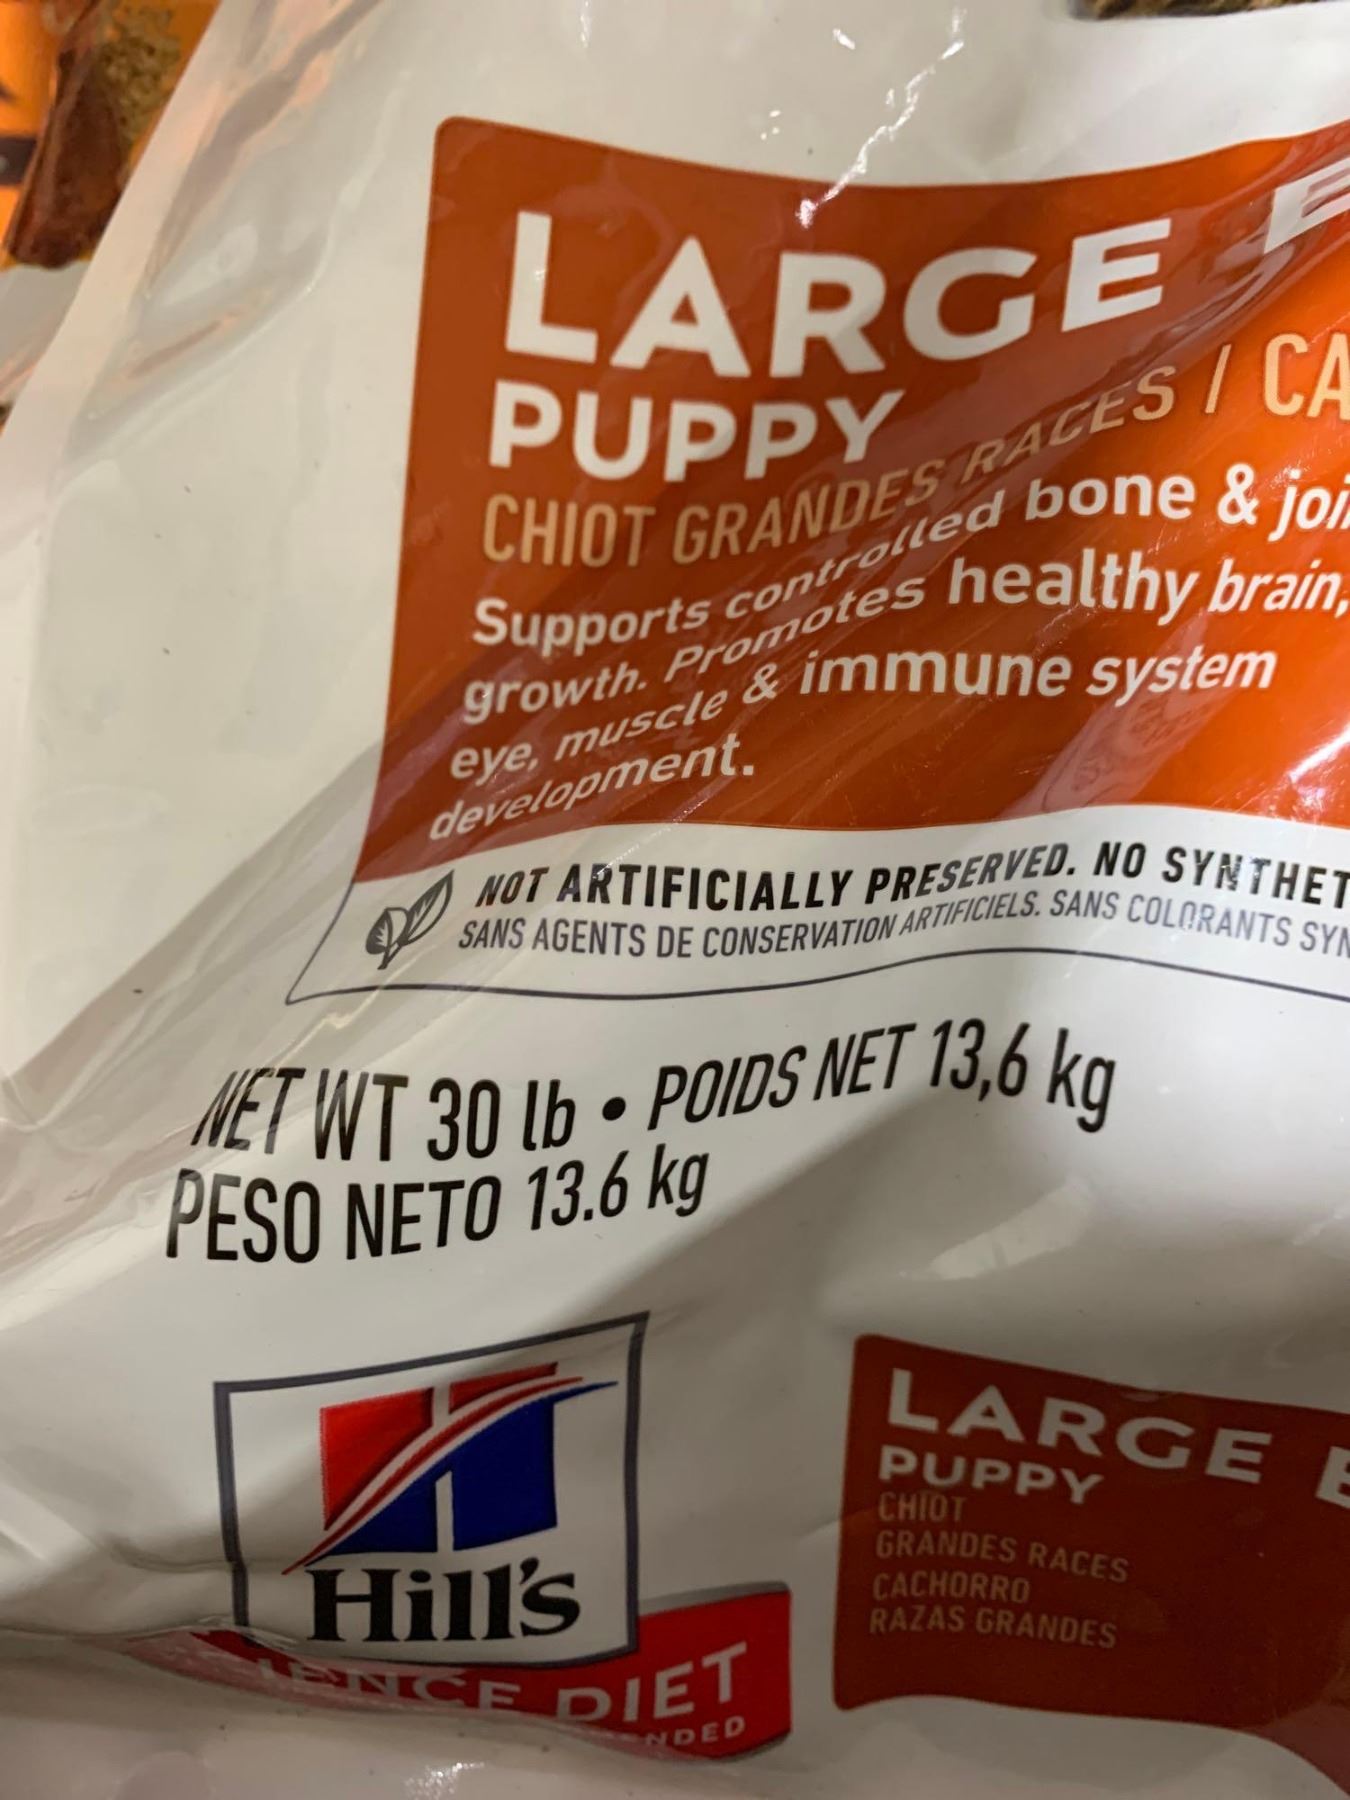 LARGE
PUPPY
CHIOT GRANDES RACES / CA
Supports controlled bone & joi
growth. Promotes healthy brain,
eye, muscle & immune system
development.
NOT ARTIFICIALLY PRESERVED. NO SYNTHET
SANS AGENTS DE CONSERVATION ARTIFICIELS. SANS COLORANTS SYN
NET WT 30 lb • POIDS NET 13,6 kg
PESO NETO 13.6 kg
Hill's
IENCE DIET
NDED
LARGE
PUPPY
CHIOT
GRANDES RACES
CACHORRO
RAZAS GRANDES